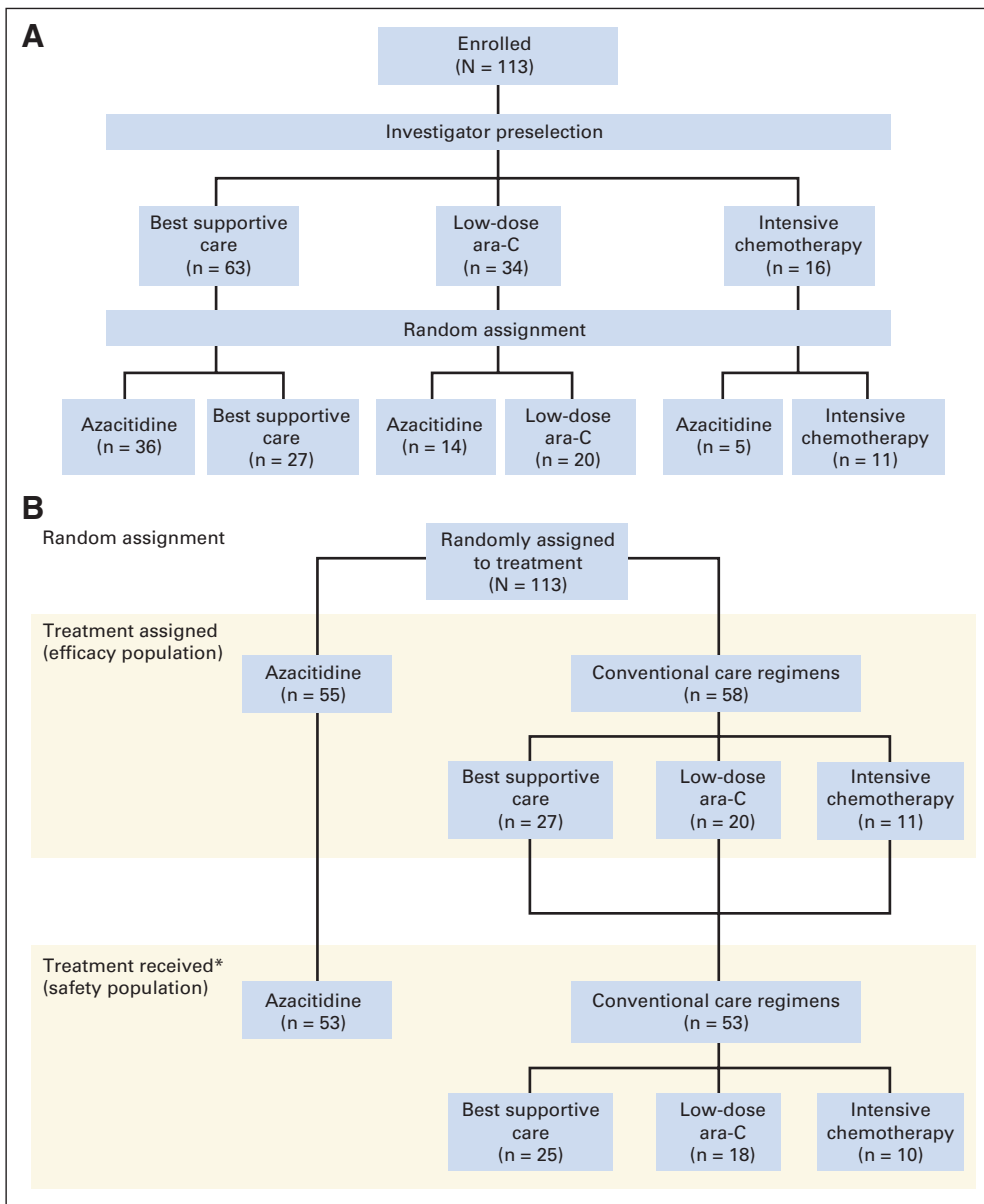 A
Enrolled
(N = 113)
Investigator preselection
Best supportive
care
(n = 63)
Low-dose
ara-C
(n = 34)
Intensive
chemotherapy
(n = 16)
Random assignment
Azacitidine
(n = 36)
Best supportive
care
(n = 27)
Azacitidine
(n = 14)
Low-dose
ara-C
(n = 20)
Azacitidine
(n = 5)
Intensive
chemotherapy
(n = 11)
B
Random assignment
Randomly assigned
to treatment
(N = 113)
Treatment assigned
(efficacy population)
Azacitidine
(n = 55)
Conventional care regimens
(n = 58)
Best supportive
care
(n = 27)
Low-dose
ara-C
(n = 20)
Intensive
chemotherapy
(n = 11)
Treatment received*
(safety population)
Azacitidine
(n = 53)
Conventional care regimens
(n = 53)
Best supportive
care
(n = 25)
Low-dose
ara-C
(n = 18)
Intensive
chemotherapy
(n = 10)